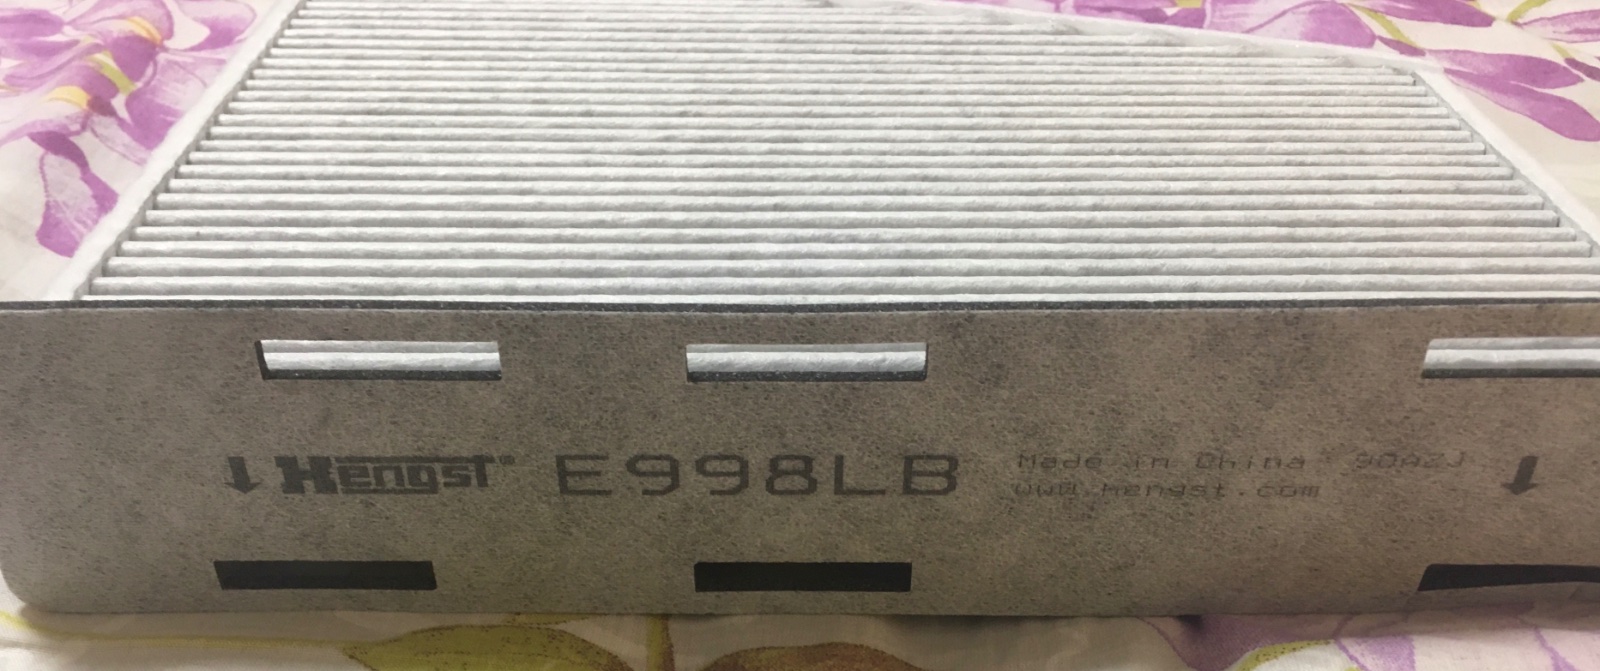 Hengst® E998LB
Made in China 90A2J
www.hengst.com